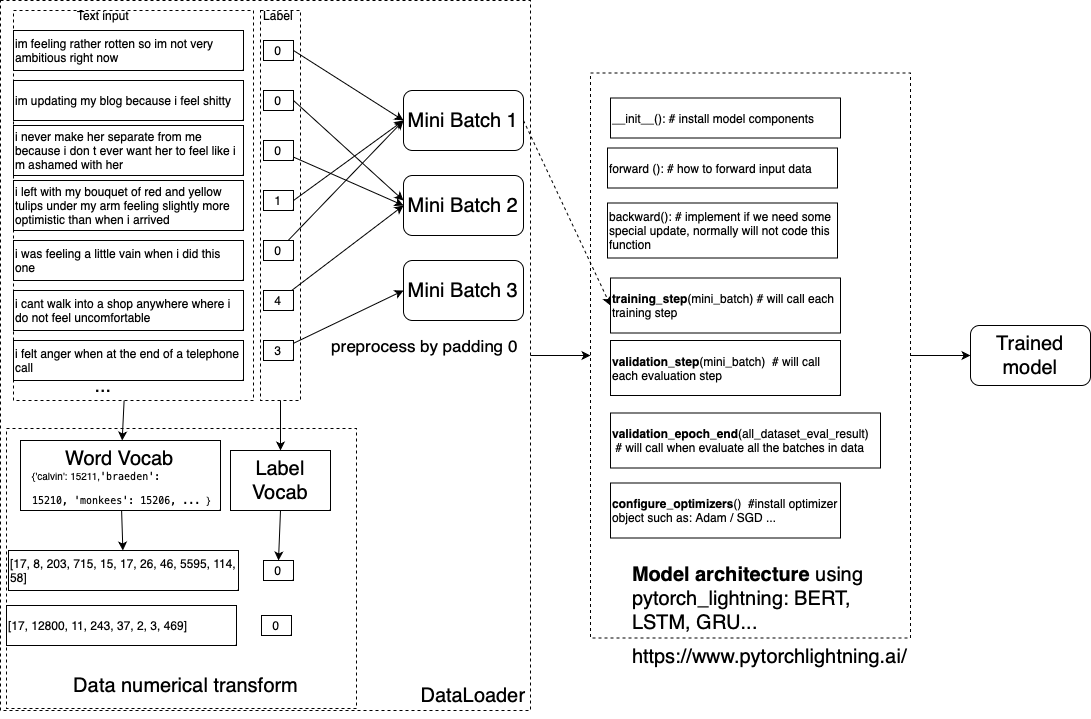 Text input
Label
im feeling rather rotten so im not very
ambitious right now
0
im updating my blog because i feel shitty
0
i never make her separate from me
because i don t ever want her to feel like i
m ashamed with her
0
i left with my bouquet of red and yellow
tulips under my arm feeling slightly more
optimistic than when i arrived
1
i was feeling a little vain when i did this
one
0
i cant walk into a shop anywhere where i
do not feel uncomfortable
4
i felt anger when at the end of a telephone
call
3
...
Mini Batch 1
Mini Batch 2
Mini Batch 3
preprocess by padding 0
Word Vocab
{'calvin': 15211,'braeden':
15210, 'monkees': 15206, ... }
Label
Vocab
[17, 8, 203, 715, 15, 17, 26, 46, 5595, 114,
58]
0
[17, 12800, 11, 243, 37, 2, 3, 469]
0
Data numerical transform
DataLoader
__init__(): # install model components
forward (): # how to forward input data
backward(): # implement if we need some
special update, normally will not code this
function
training_step(mini_batch) # will call each
training step
validation_step(mini_batch)  # will call
each evaluation step
validation_epoch_end(all_dataset_eval_result)
# will call when evaluate all the batches in data
configure_optimizers()  #install optimizer
object such as: Adam / SGD ...
Model architecture using
pytorch_lightning: BERT,
LSTM, GRU...
https://www.pytorchlightning.ai/
Trained
model